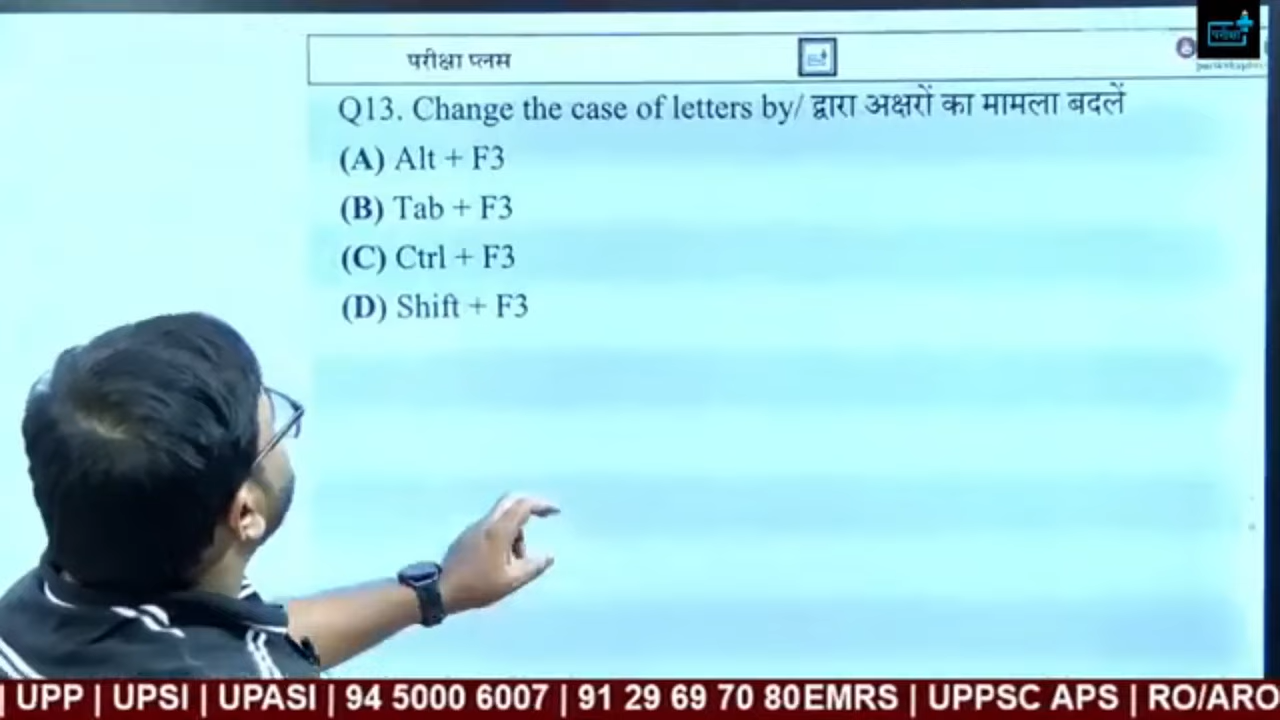 परीक्षा
परीक्षा प्लस
Q13. Change the case of letters by/ द्वारा अक्षरों का मामला बदलें
(A) Alt + F3
(B) Tab + F3
(C) Ctrl + F3
(D) Shift + F3
| UPP | UPSI | UPASI | 94 5000 6007 | 91 29 69 70 80EMRS | UPPSC APS | RO/ARO